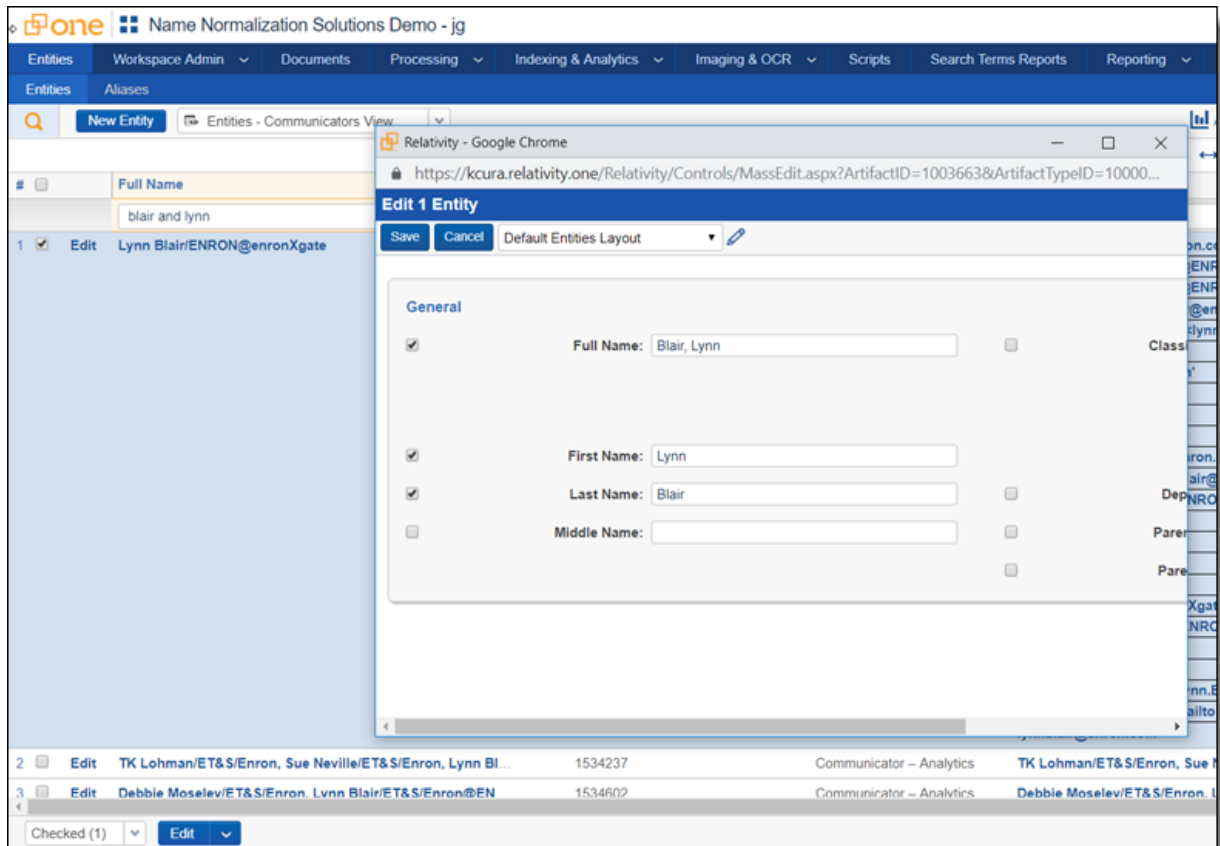 one Name Normalization Solutions Demo - jg
Entities Workspace Admin Documents Processing Indexing & Analytics Imaging & OCR Scripts Search Terms Reports Reporting
Entities Aliases
New Entity Entities - Communicators View
Relativity - Google Chrome
https://kcura.relativity.one/Relativity/Controls/MassEdit.aspx?ArtifactID=1003663&ArtifactTypeID=10000...
# Full Name
Edit 1 Entity
blair and lynn
Save Cancel Default Entities Layout
1 Edit Lynn Blair/ENRON@enronXgate
General
Full Name: Blair, Lynn
First Name: Lynn
Last Name: Blair
Middle Name:
2 Edit TK Lohman/ET&S/Enron, Sue Neville/ET&S/Enron, Lynn Bl... 1534237 Communicator – Analytics TK Lohman/ET&S/Enron, Sue
3 Edit Debbie Moseley/ET&S/Enron, Lynn Blair/ET&S/Enron@EN 1534602 Communicator – Analytics Debbie Moseley/ET&S/Enron,
Checked (1) Edit